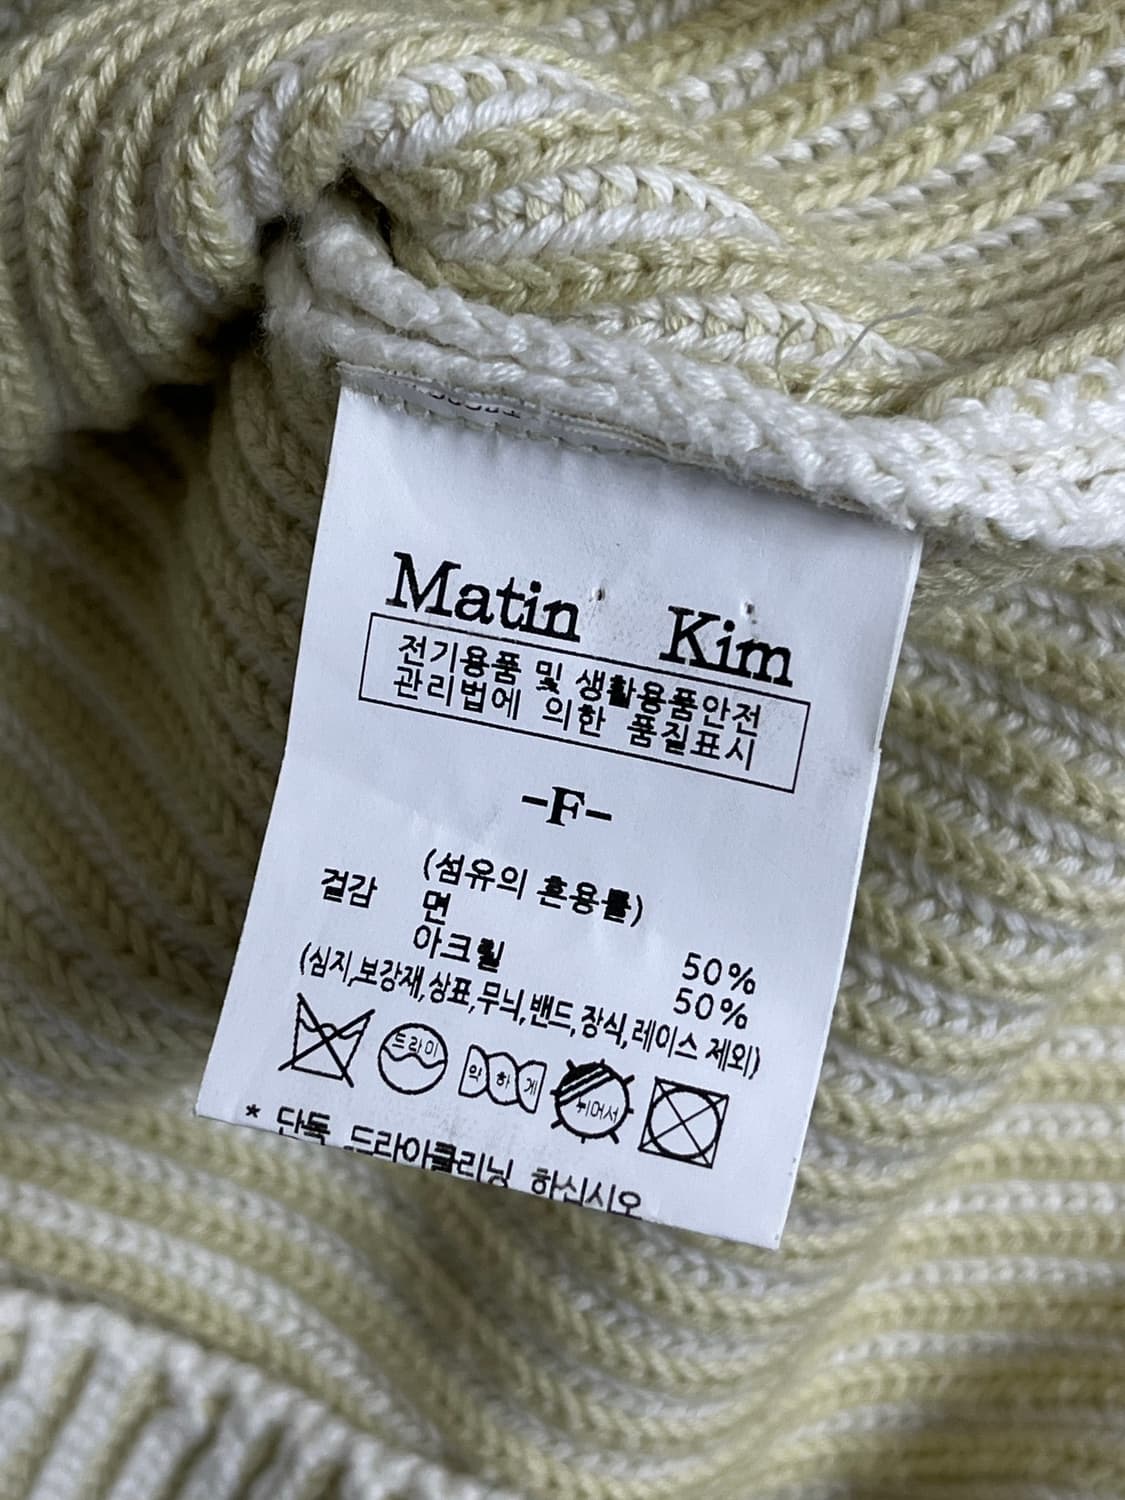 Matin Kim
전기용품 및 생활용품안전
관리법에 의한 품질표시
-F-
(섬유의 혼용률)
겉감 면 50%
아크릴 50%
(심지,보강재,상표,무늬,밴드,장식,레이스 제외)
드라이 약하게 뉘어서
* 단독 드라이클리닝 하십시오